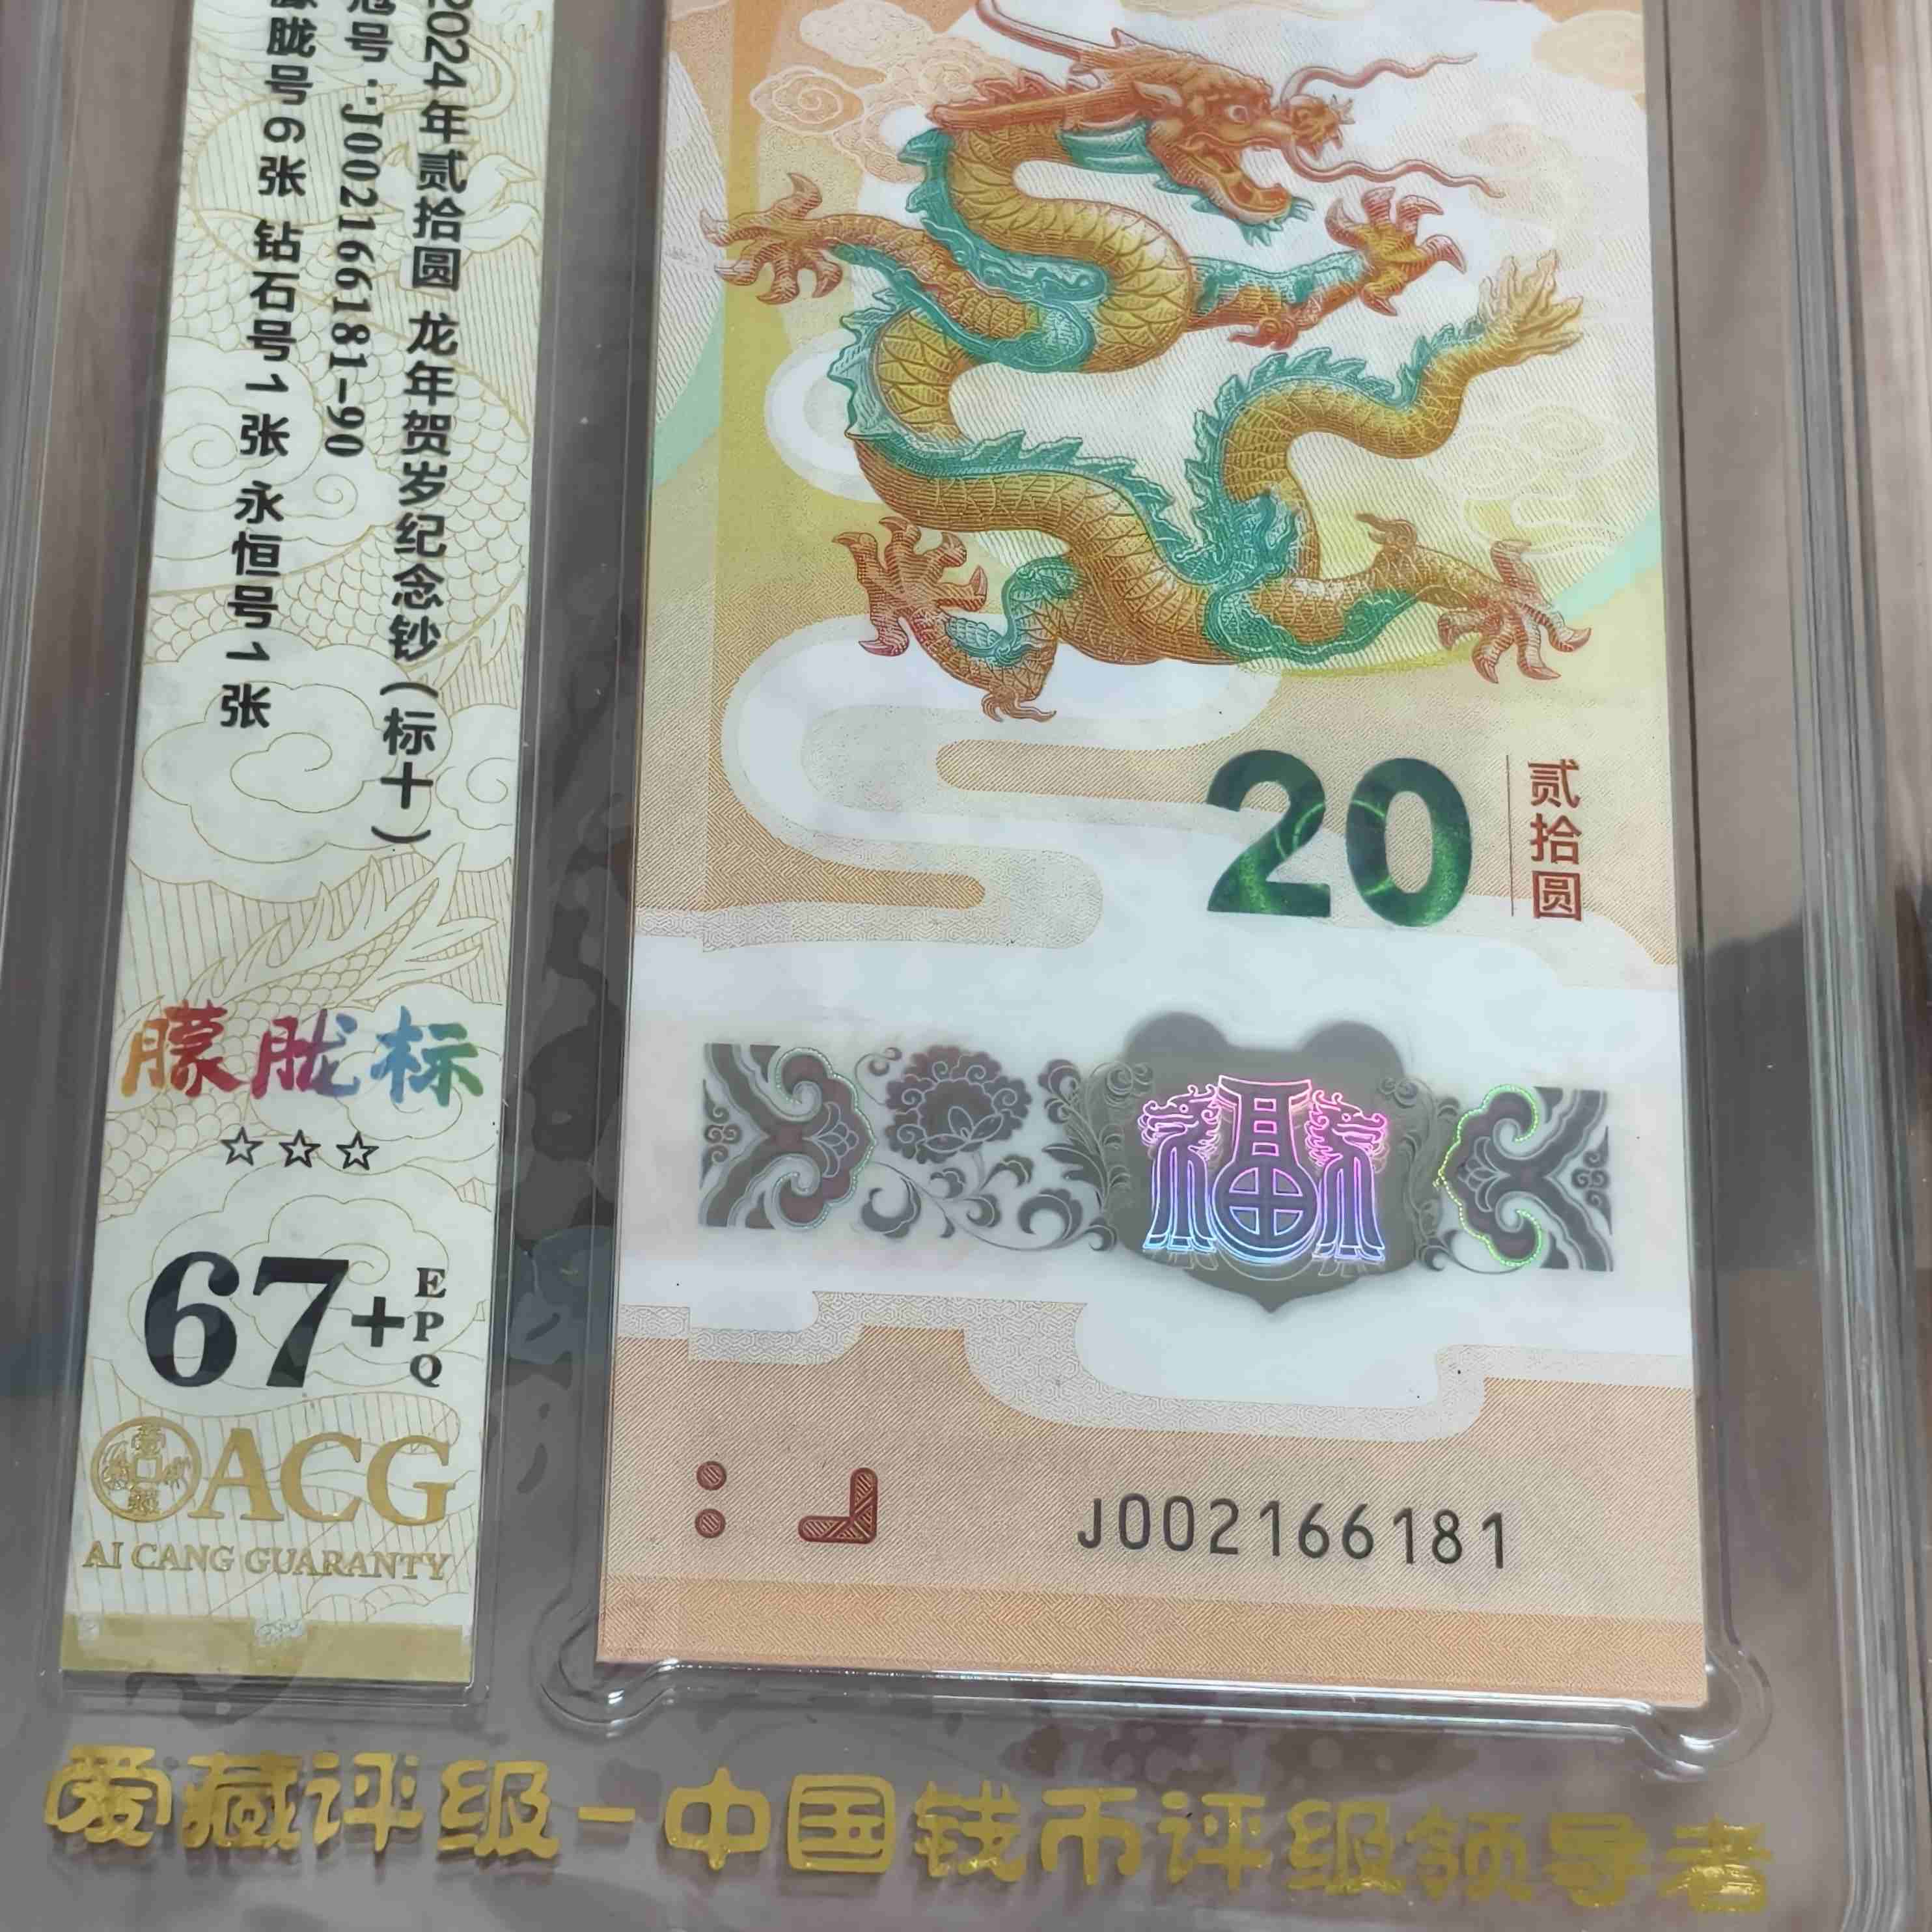 2024年贰拾圆 龙年贺岁纪念钞(标十)
冠号:J002166181-90
朦胧号6张 钻石号1张 永恒号1张
朦胧标
☆☆☆
67+
EPQ
ACG
AI CANG GUARANTY
20
贰拾圆
福
J002166181
爱藏评级-中国钱币评级领导者